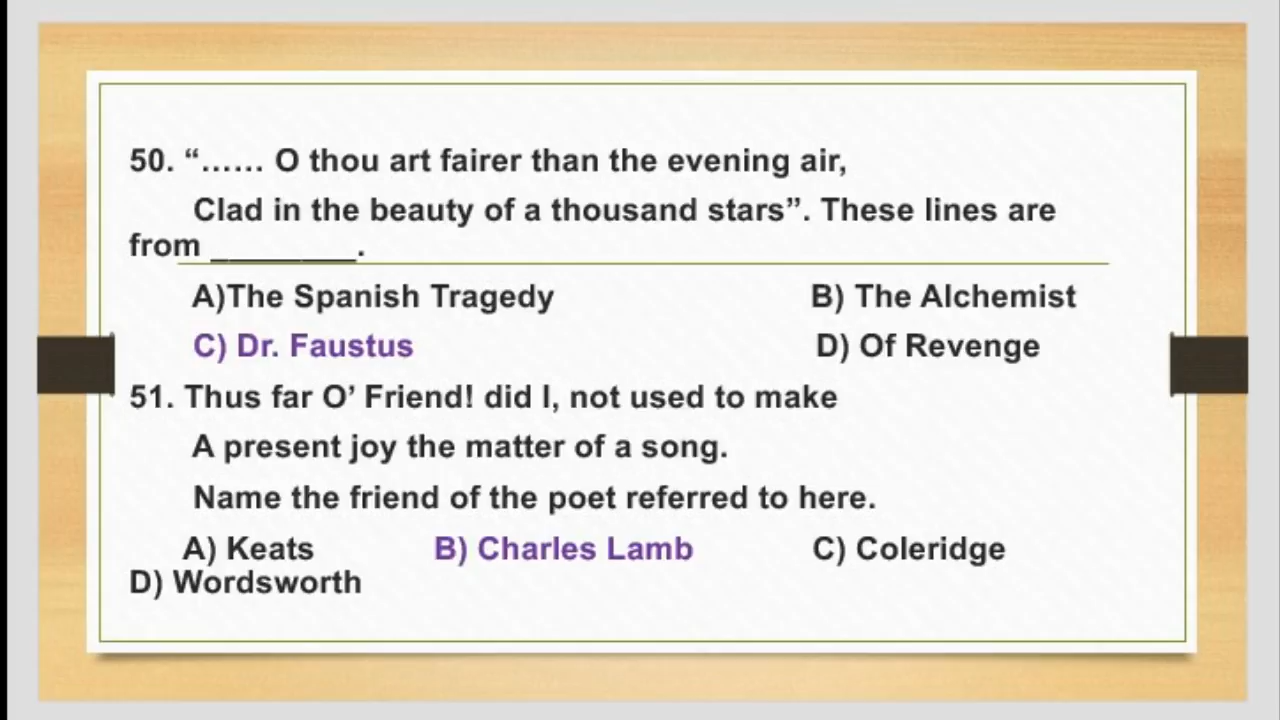 50. “…… O thou art fairer than the evening air,
Clad in the beauty of a thousand stars”. These lines are
from ________.
A)The Spanish Tragedy B) The Alchemist
C) Dr. Faustus D) Of Revenge
51. Thus far O’ Friend! did I, not used to make
A present joy the matter of a song.
Name the friend of the poet referred to here.
A) Keats B) Charles Lamb C) Coleridge
D) Wordsworth